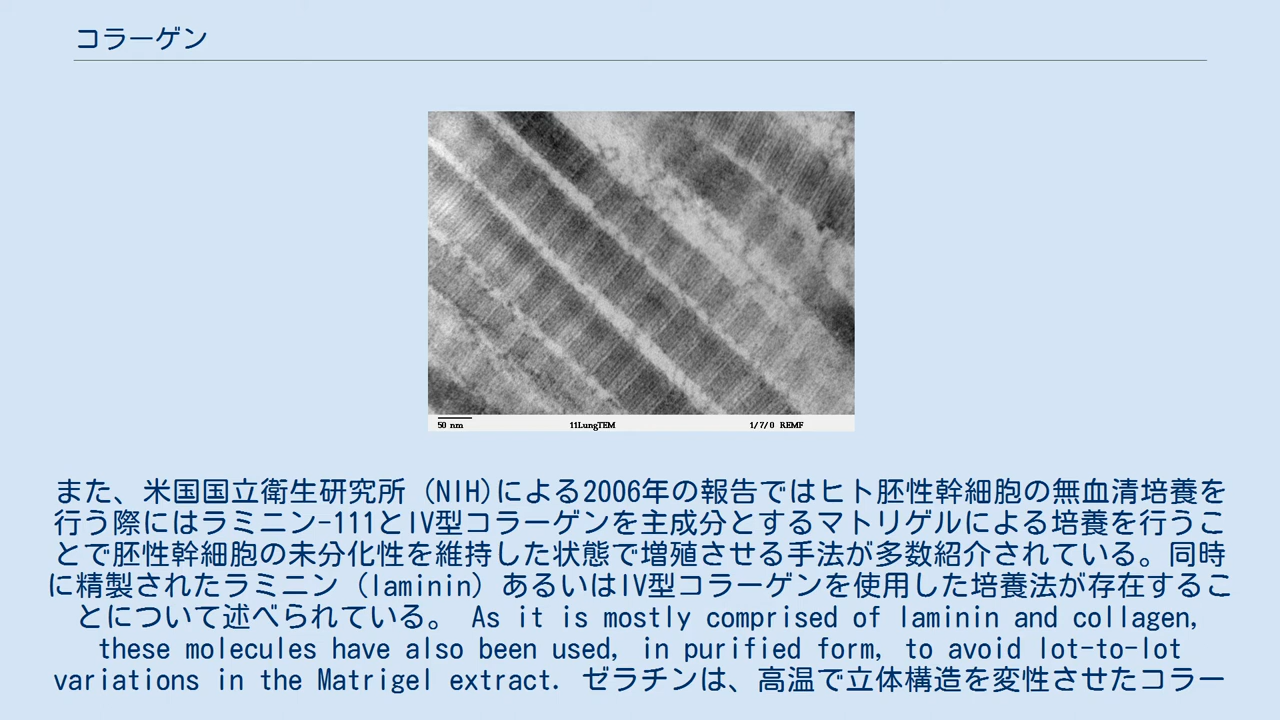 コラーゲン
50 nm 11LungTEM 1/7/0 REMF
また、米国国立衛生研究所 (NIH)による2006年の報告ではヒト胚性幹細胞の無血清培養を
行う際にはラミニン-111とIV型コラーゲンを主成分とするマトリゲルによる培養を行うこ
とで胚性幹細胞の未分化性を維持した状態で増殖させる手法が多数紹介されている。同時
に精製されたラミニン（laminin）あるいはIV型コラーゲンを使用した培養法が存在するこ
とについて述べられている。 As it is mostly comprised of laminin and collagen,
these molecules have also been used, in purified form, to avoid lot-to-lot
variations in the Matrigel extract. ゼラチンは、高温で立体構造を変性させたコラー